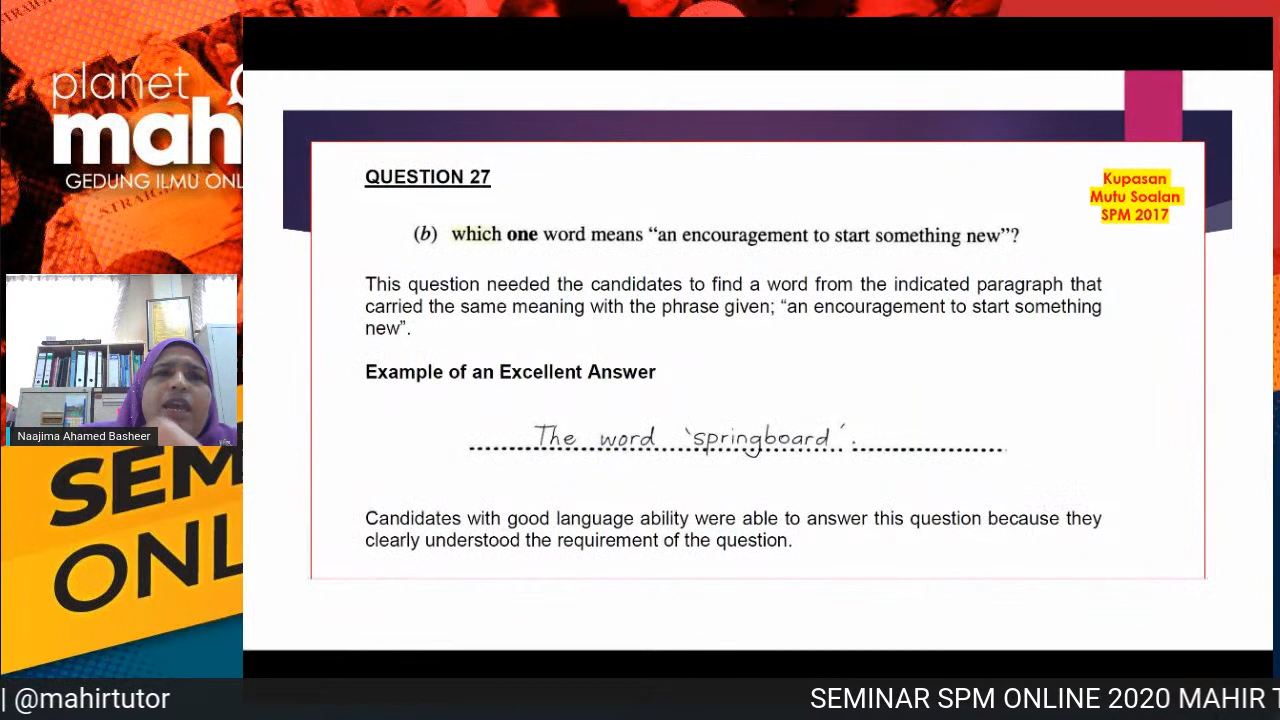 planet
mah
GEDUNG ILMU ONL
QUESTION 27
Kupasan
Mutu Soalan
SPM 2017
(b) which one word means “an encouragement to start something new”?
This question needed the candidates to find a word from the indicated paragraph that
carried the same meaning with the phrase given; “an encouragement to start something
new”.
Example of an Excellent Answer
The word ‘springboard’.
Candidates with good language ability were able to answer this question because they
clearly understood the requirement of the question.
Naajima Ahamed Basheer
SEM
ONL
| @mahirtutor
SEMINAR SPM ONLINE 2020 MAHIR T